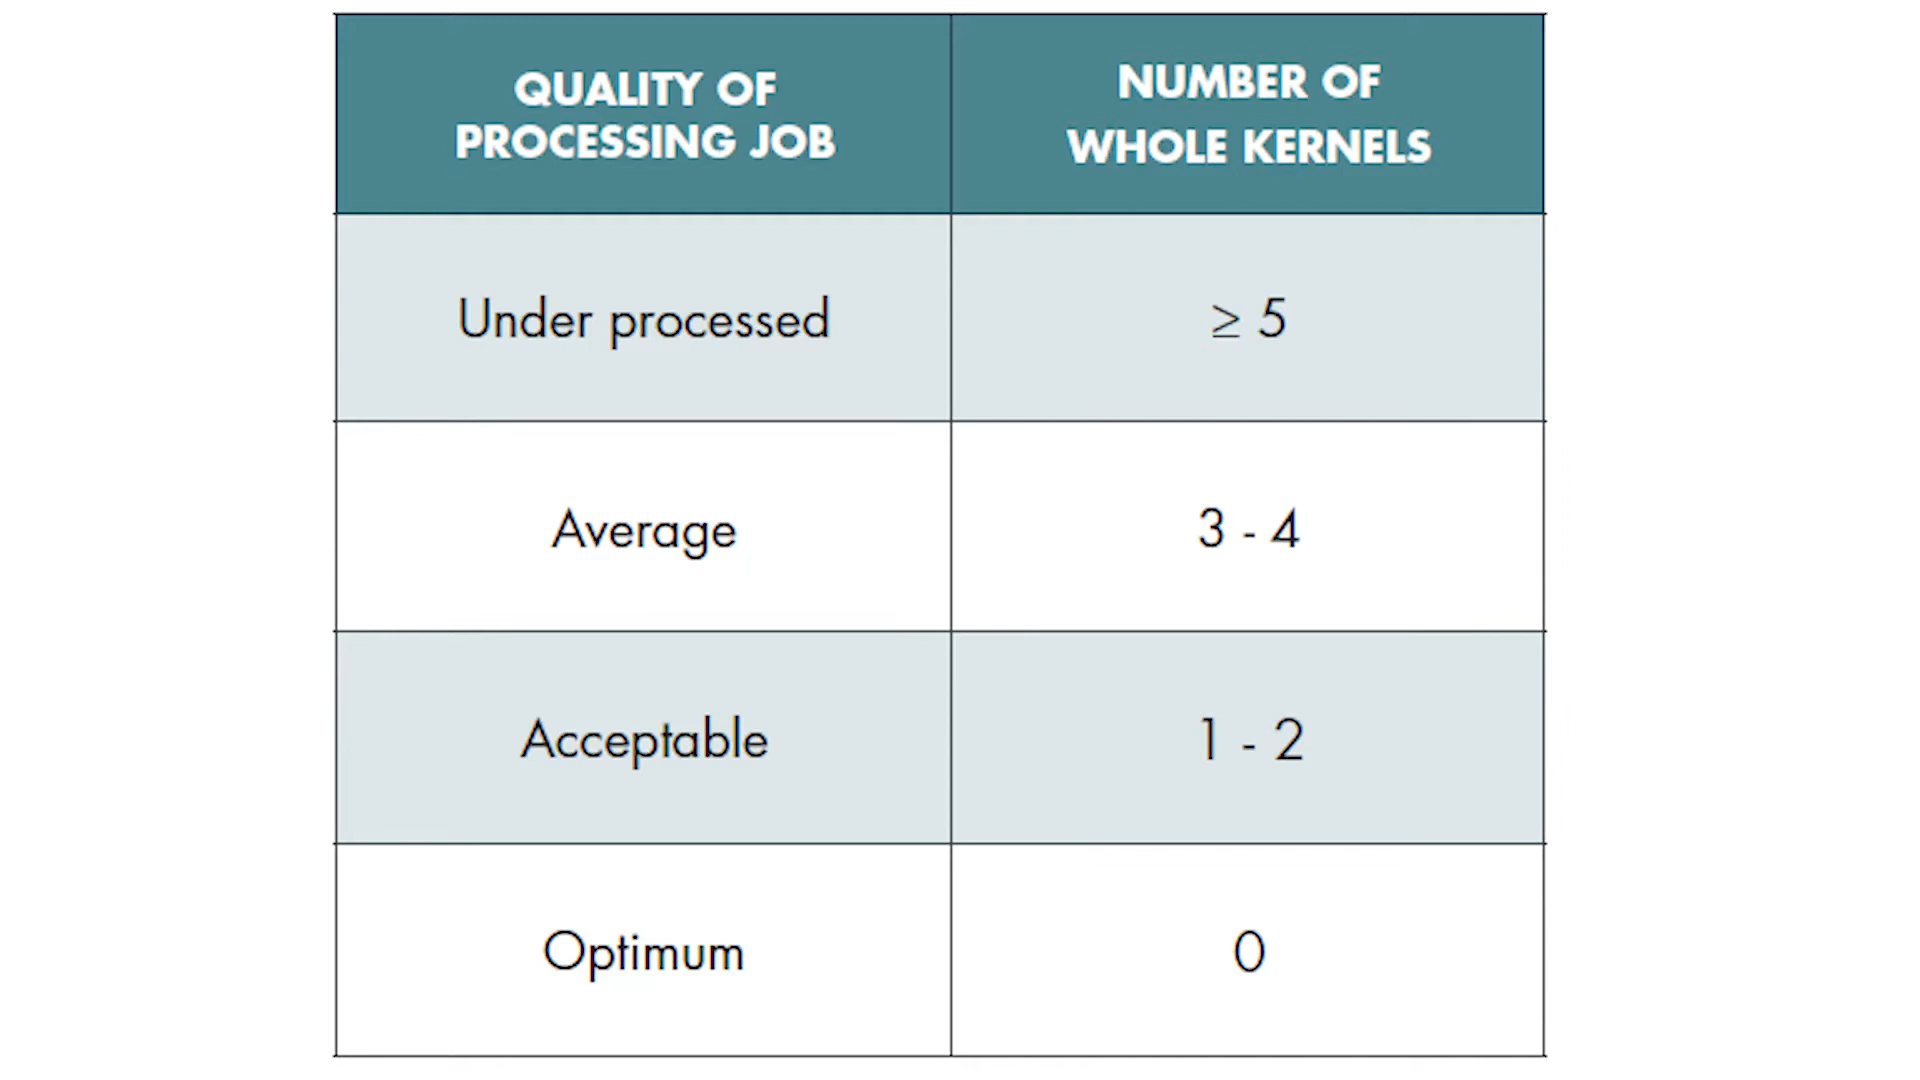 QUALITY OF
PROCESSING JOB
NUMBER OF
WHOLE KERNELS
Under processed
≥ 5
Average
3 - 4
Acceptable
1 - 2
Optimum
0